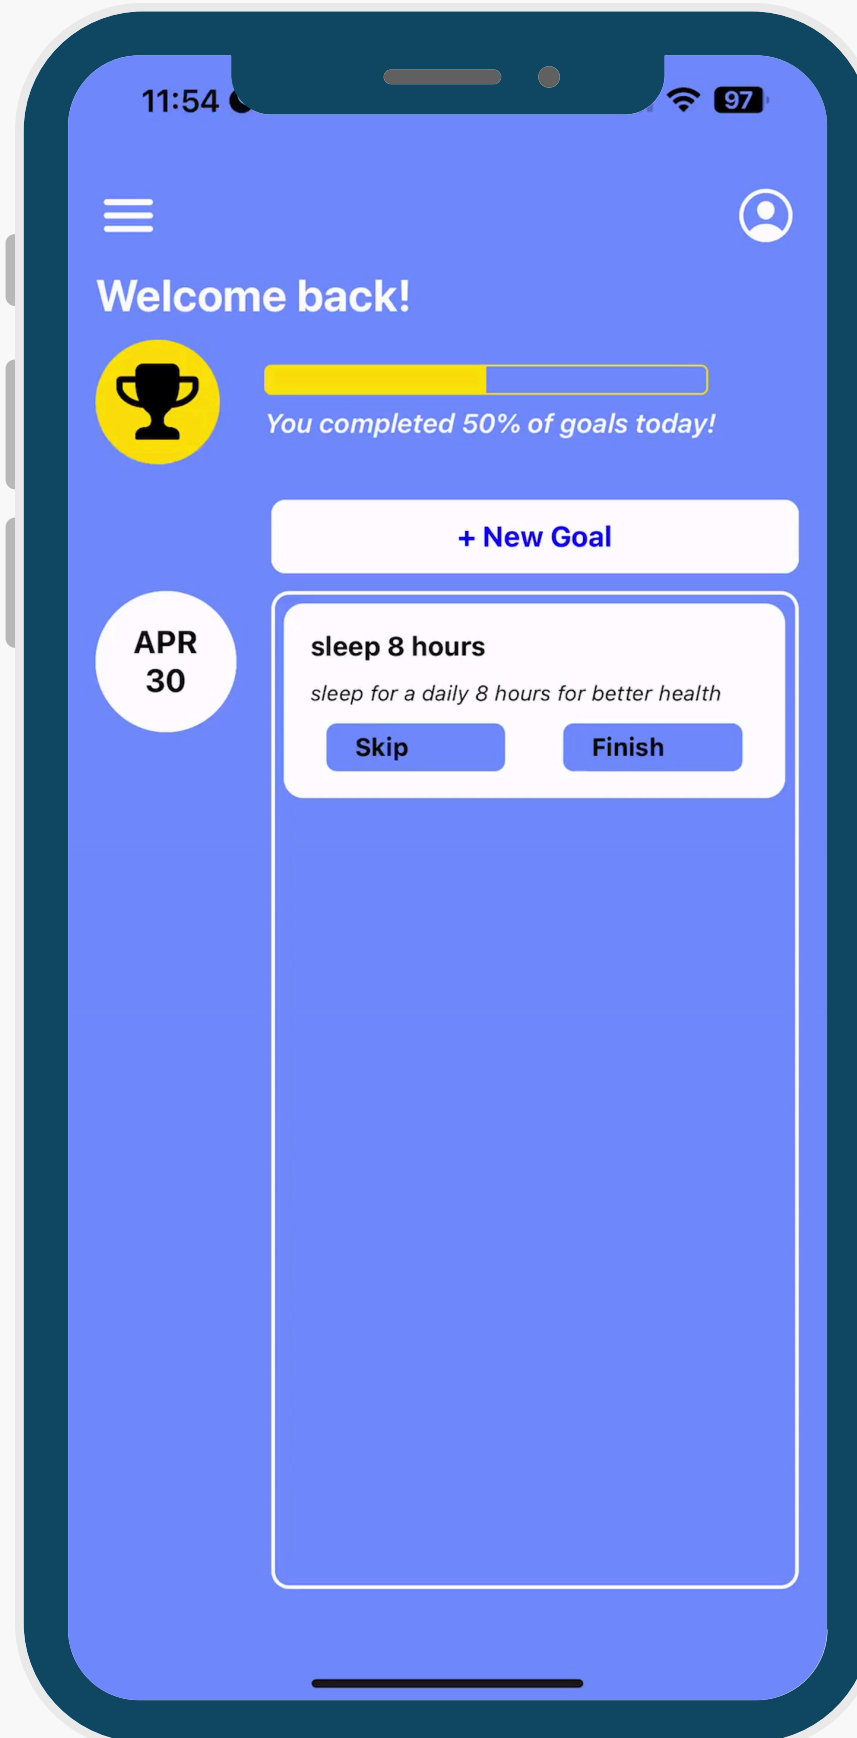 11:54
97
Welcome back!
You completed 50% of goals today!
+ New Goal
APR
30
sleep 8 hours
sleep for a daily 8 hours for better health
Skip
Finish